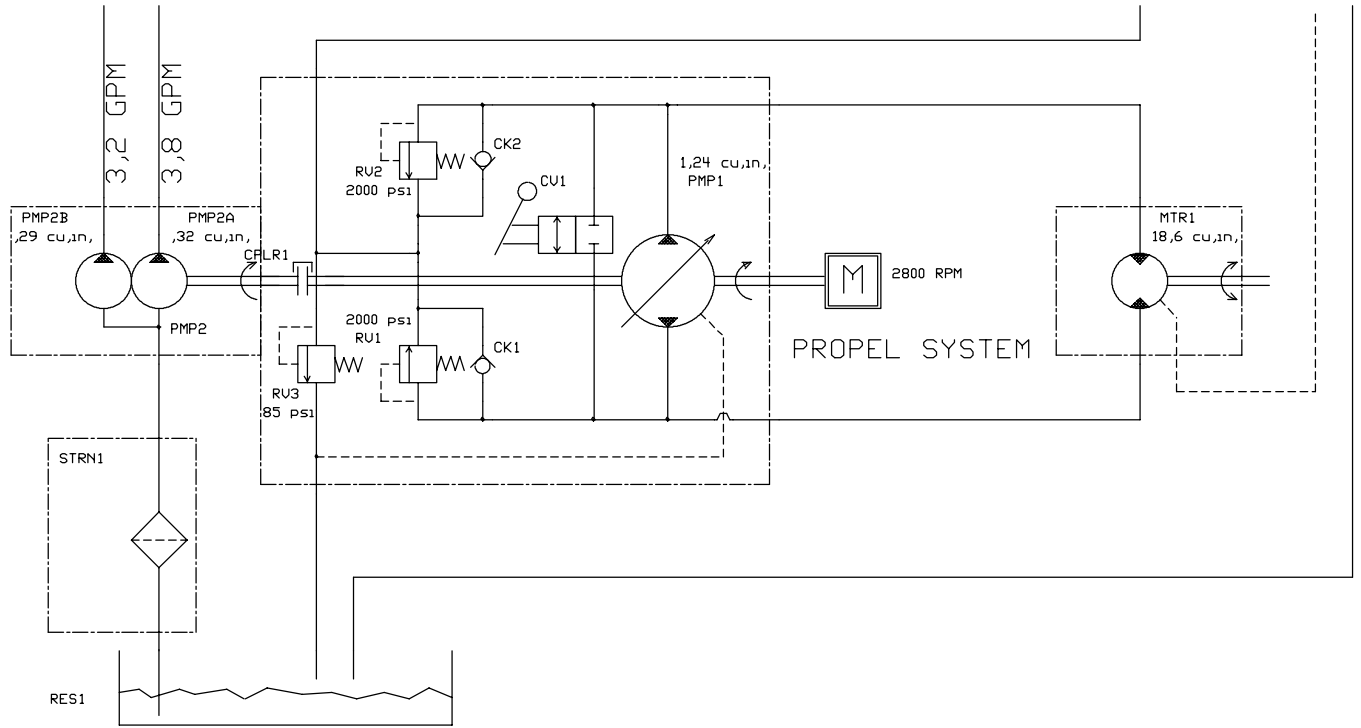 3,2 GPM
3,8 GPM
PMP2B
,29 cu,in,
PMP2A
,32 cu,in,
CPLR1
PMP2
RV2
2000 psi
CK2
CV1
1,24 cu,in,
PMP1
M
2800 RPM
MTR1
18,6 cu,in,
2000 psi
RV1
CK1
RV3
85 psi
PROPEL SYSTEM
STRN1
RES1